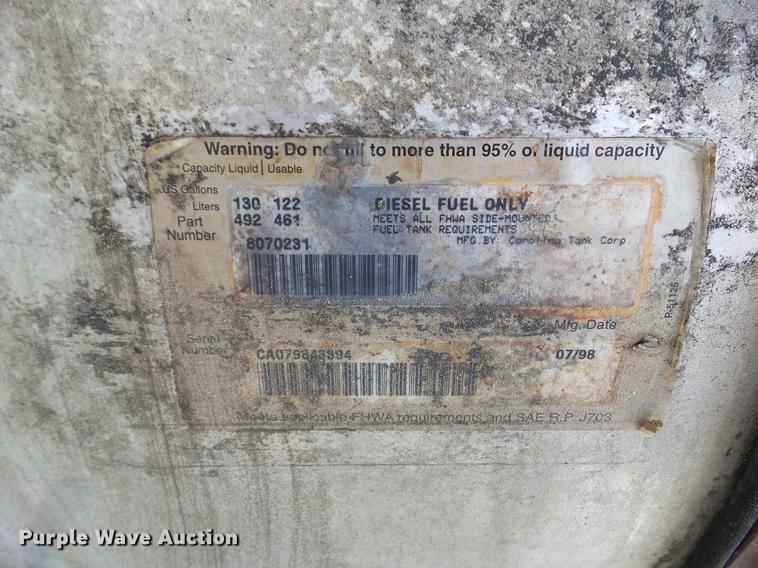 Warning: Do not fill to more than 95% of liquid capacity
Capacity Liquid | Usable
US Gallons 130 122 DIESEL FUEL ONLY
Liters 492 461 MEETS ALL FHWA SIDE-MOUNTED
FUEL TANK REQUIREMENTS
Part Number 8070231 MFG.BY: Carolina Tank Corp.
Mfg. Date
Serial Number 07/98
Meets applicable FHWA requirements and SAE R.P. J703
Purple Wave Auction